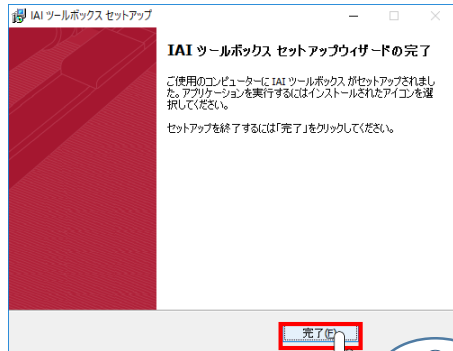 IAI ツールボックス セットアップ
IAI ツールボックス セットアップウィザードの完了
ご使用のコンピューターに IAI ツールボックス がセットアップされまし
た。アプリケーションを実行するにはインストールされたアイコンを選
択してください。
セットアップを終了するには「完了」をクリックしてください。
完了(F)